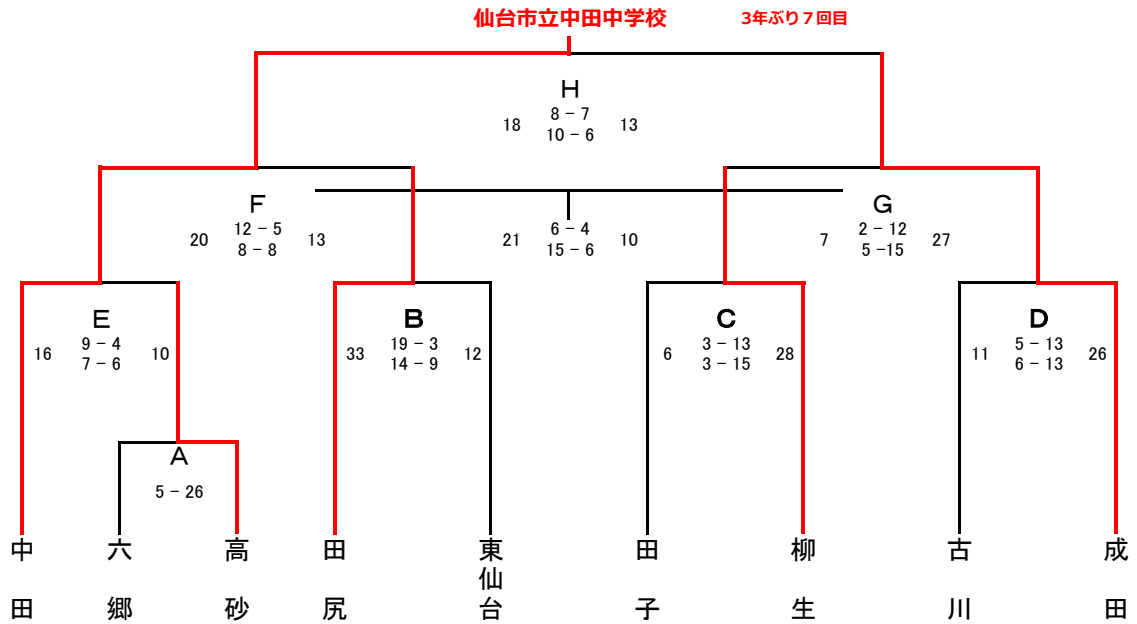 仙台市立中田中学校 3年ぶり7回目
H
18 8 − 7 13
10 − 6
F G
20 12 − 5 13 21 6 − 4 10 7 2 − 12 27
8 − 8 15 − 6 5 −15
E B C D
16 9 − 4 10 33 19 − 3 12 6 3 − 13 28 11 5 − 13 26
7 − 6 14 − 9 3 − 15 6 − 13
A
5 − 26
中田 六郷 高砂 田尻 東仙台 田子 柳生 古川 成田